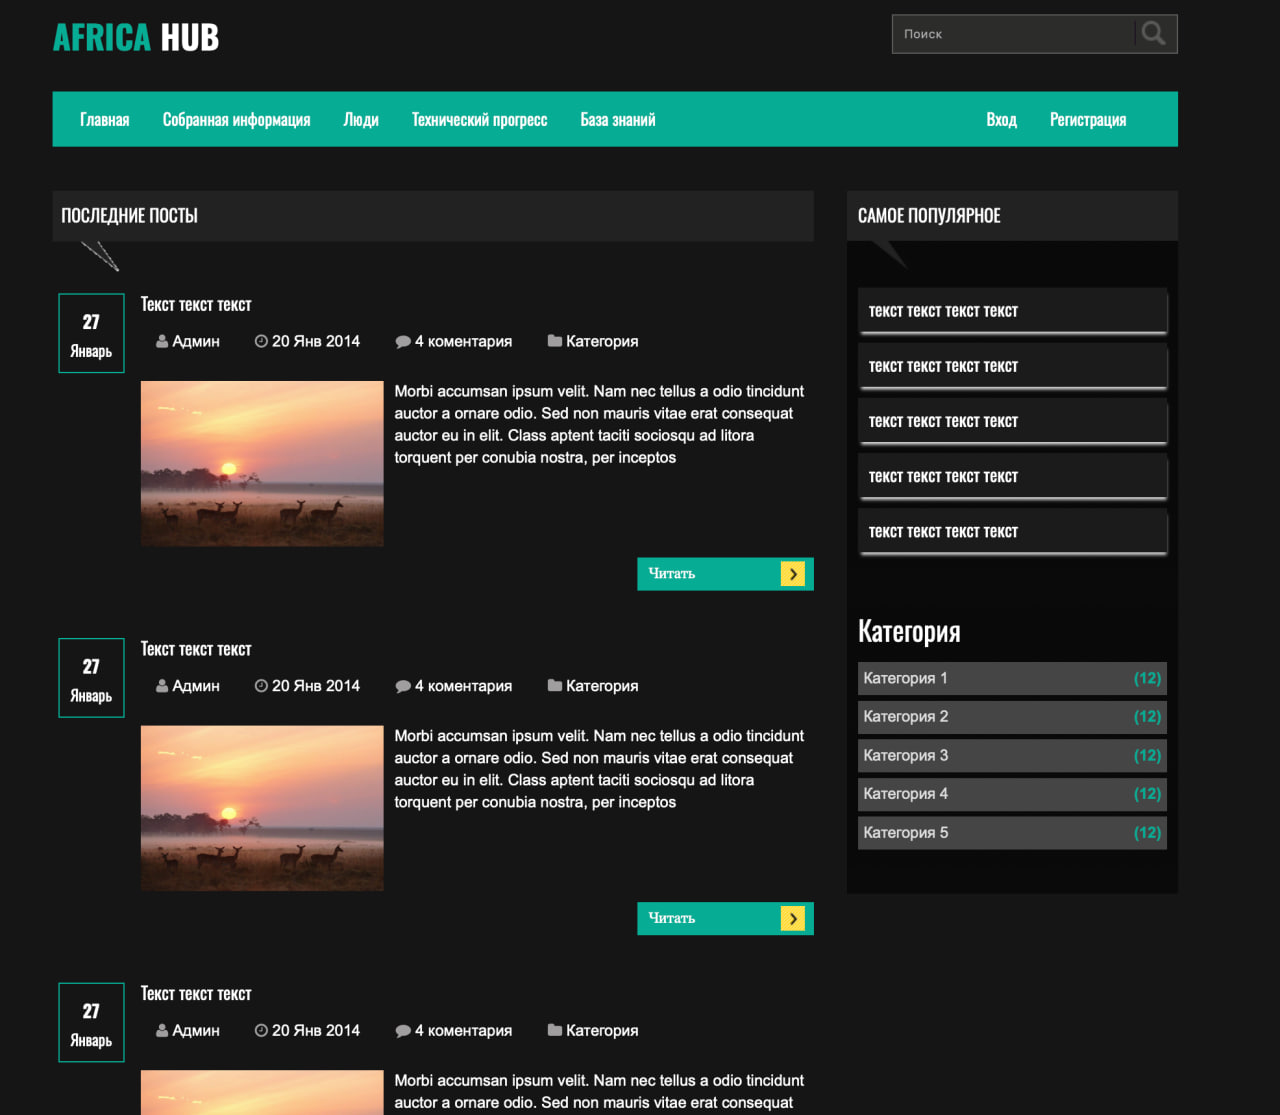 AFRICA HUB
Поиск
Главная Собранная информация Люди Технический прогресс База знаний Вход Регистрация
ПОСЛЕДНИЕ ПОСТЫ
27
Январь
Текст текст текст
Админ 20 Янв 2014 4 коментария Категория
Morbi accumsan ipsum velit. Nam nec tellus a odio tincidunt
auctor a ornare odio. Sed non mauris vitae erat consequat
auctor eu in elit. Class aptent taciti sociosqu ad litora
torquent per conubia nostra, per inceptos
Читать
27
Январь
Текст текст текст
Админ 20 Янв 2014 4 коментария Категория
Morbi accumsan ipsum velit. Nam nec tellus a odio tincidunt
auctor a ornare odio. Sed non mauris vitae erat consequat
auctor eu in elit. Class aptent taciti sociosqu ad litora
torquent per conubia nostra, per inceptos
Читать
27
Январь
Текст текст текст
Админ 20 Янв 2014 4 коментария Категория
Morbi accumsan ipsum velit. Nam nec tellus a odio tincidunt
auctor a ornare odio. Sed non mauris vitae erat consequat
САМОЕ ПОПУЛЯРНОЕ
текст текст текст текст
текст текст текст текст
текст текст текст текст
текст текст текст текст
текст текст текст текст
Категория
Категория 1 (12)
Категория 2 (12)
Категория 3 (12)
Категория 4 (12)
Категория 5 (12)